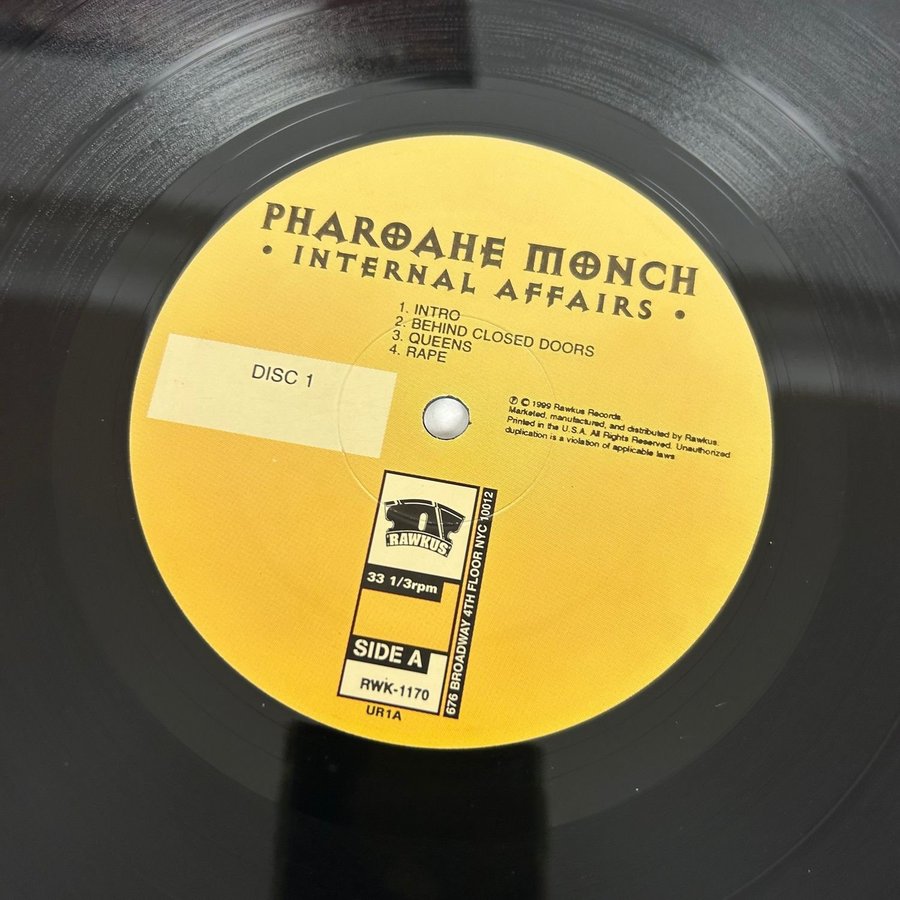 PHAROAHE MONCH
• INTERNAL AFFAIRS •
1. INTRO
2. BEHIND CLOSED DOORS
3. QUEENS
4. RAPE
DISC 1
℗ © 1999 Rawkus Records.
Marketed, manufactured, and distributed by Rawkus.
Printed in the U.S.A. All Rights Reserved. Unauthorized
duplication is a violation of applicable laws
RAWKUS
33 1/3rpm
SIDE A
RWK-1170
UR1A
676 BROADWAY 4TH FLOOR NYC 10012